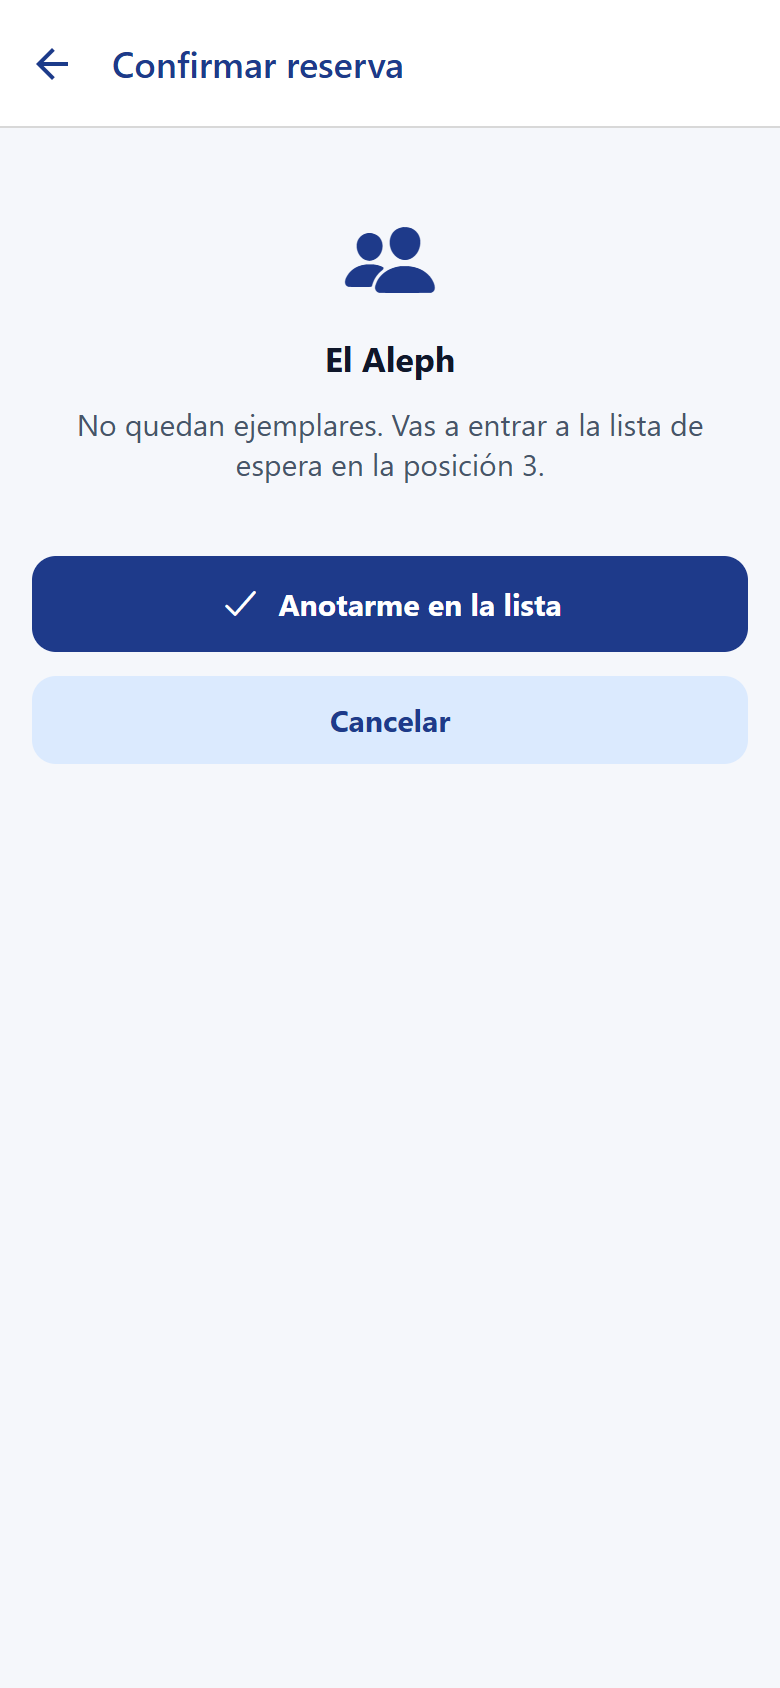 Confirmar reserva
El Aleph
No quedan ejemplares. Vas a entrar a la lista de
espera en la posición 3.
Anotarme en la lista
Cancelar